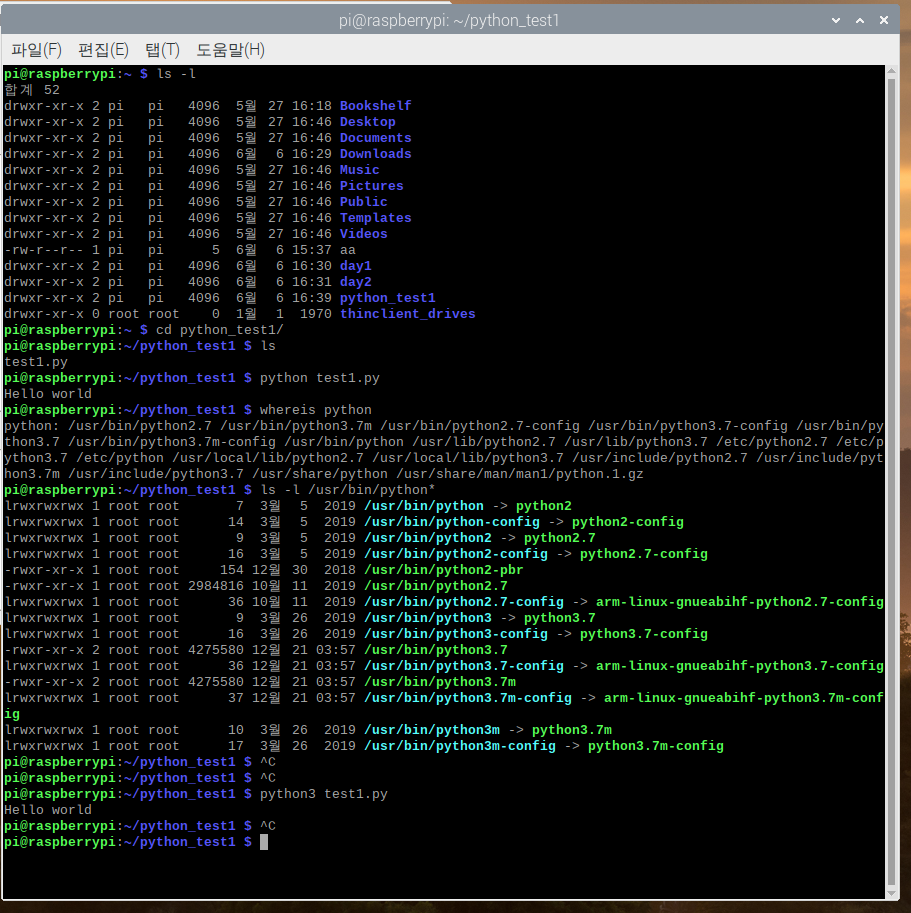 pi@raspberrypi: ~/python_test1
파일(F) 편집(E) 탭(T) 도움말(H)
pi@raspberrypi:~ $ ls -l
합계 52
drwxr-xr-x 2 pi   pi   4096  5월 27 16:18 Bookshelf
drwxr-xr-x 2 pi   pi   4096  5월 27 16:46 Desktop
drwxr-xr-x 2 pi   pi   4096  5월 27 16:46 Documents
drwxr-xr-x 2 pi   pi   4096  6월  6 16:29 Downloads
drwxr-xr-x 2 pi   pi   4096  5월 27 16:46 Music
drwxr-xr-x 2 pi   pi   4096  5월 27 16:46 Pictures
drwxr-xr-x 2 pi   pi   4096  5월 27 16:46 Public
drwxr-xr-x 2 pi   pi   4096  5월 27 16:46 Templates
drwxr-xr-x 2 pi   pi   4096  5월 27 16:46 Videos
-rw-r--r-- 1 pi   pi      5  6월  6 15:37 aa
drwxr-xr-x 2 pi   pi   4096  6월  6 16:30 day1
drwxr-xr-x 2 pi   pi   4096  6월  6 16:31 day2
drwxr-xr-x 2 pi   pi   4096  6월  6 16:39 python_test1
drwxr-xr-x 0 root root    0  1월  1  1970 thinclient_drives
pi@raspberrypi:~ $ cd python_test1/
pi@raspberrypi:~/python_test1 $ ls
test1.py
pi@raspberrypi:~/python_test1 $ python test1.py
Hello world
pi@raspberrypi:~/python_test1 $ whereis python
python: /usr/bin/python2.7 /usr/bin/python3.7m /usr/bin/python2.7-config /usr/bin/python3.7-config /usr/bin/py
thon3.7 /usr/bin/python3.7m-config /usr/bin/python /usr/lib/python2.7 /usr/lib/python3.7 /etc/python2.7 /etc/p
ython3.7 /etc/python /usr/local/lib/python2.7 /usr/local/lib/python3.7 /usr/include/python2.7 /usr/include/pyt
hon3.7m /usr/include/python3.7 /usr/share/python /usr/share/man/man1/python.1.gz
pi@raspberrypi:~/python_test1 $ ls -l /usr/bin/python*
lrwxrwxrwx 1 root root       7  3월  5  2019 /usr/bin/python -> python2
lrwxrwxrwx 1 root root      14  3월  5  2019 /usr/bin/python-config -> python2-config
lrwxrwxrwx 1 root root       9  3월  5  2019 /usr/bin/python2 -> python2.7
lrwxrwxrwx 1 root root      16  3월  5  2019 /usr/bin/python2-config -> python2.7-config
-rwxr-xr-x 1 root root     154 12월 30  2018 /usr/bin/python2-pbr
-rwxr-xr-x 1 root root 2984816 10월 11  2019 /usr/bin/python2.7
lrwxrwxrwx 1 root root      36 10월 11  2019 /usr/bin/python2.7-config -> arm-linux-gnueabihf-python2.7-config
lrwxrwxrwx 1 root root       9  3월 26  2019 /usr/bin/python3 -> python3.7
lrwxrwxrwx 1 root root      16  3월 26  2019 /usr/bin/python3-config -> python3.7-config
-rwxr-xr-x 2 root root 4275580 12월 21 03:57 /usr/bin/python3.7
lrwxrwxrwx 1 root root      36 12월 21 03:57 /usr/bin/python3.7-config -> arm-linux-gnueabihf-python3.7-config
-rwxr-xr-x 2 root root 4275580 12월 21 03:57 /usr/bin/python3.7m
lrwxrwxrwx 1 root root      37 12월 21 03:57 /usr/bin/python3.7m-config -> arm-linux-gnueabihf-python3.7m-conf
ig
lrwxrwxrwx 1 root root      10  3월 26  2019 /usr/bin/python3m -> python3.7m
lrwxrwxrwx 1 root root      17  3월 26  2019 /usr/bin/python3m-config -> python3.7m-config
pi@raspberrypi:~/python_test1 $ ^C
pi@raspberrypi:~/python_test1 $ ^C
pi@raspberrypi:~/python_test1 $ python3 test1.py
Hello world
pi@raspberrypi:~/python_test1 $ ^C
pi@raspberrypi:~/python_test1 $